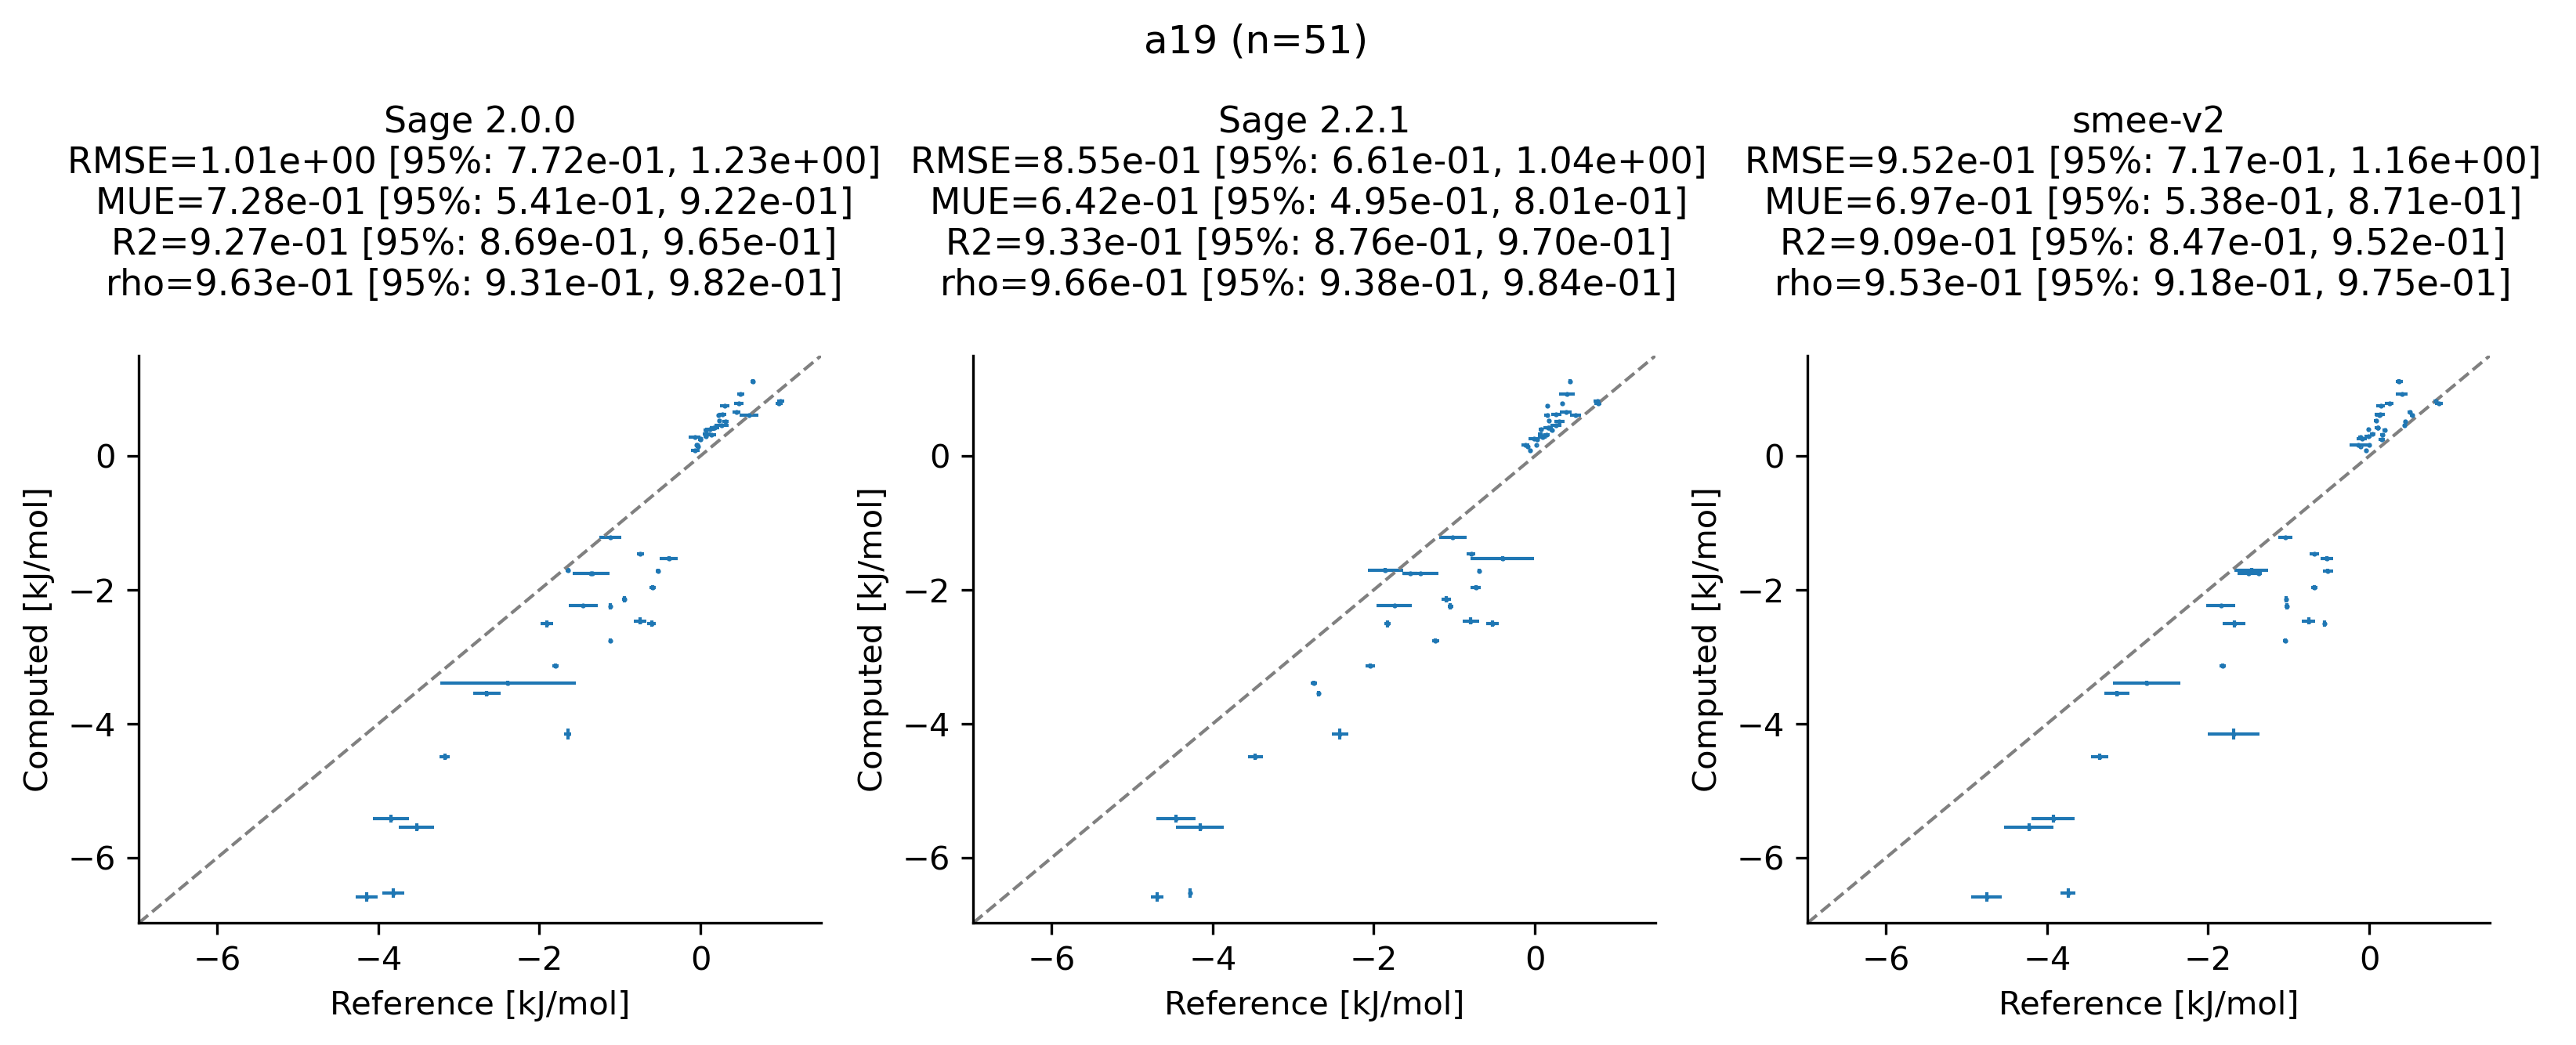 a19 (n=51)
Sage 2.0.0
RMSE=1.01e+00 [95%: 7.72e-01, 1.23e+00]
MUE=7.28e-01 [95%: 5.41e-01, 9.22e-01]
R2=9.27e-01 [95%: 8.69e-01, 9.65e-01]
rho=9.63e-01 [95%: 9.31e-01, 9.82e-01]
0
−2
−4
−6
Computed [kJ/mol]
−6 −4 −2 0
Reference [kJ/mol]
Sage 2.2.1
RMSE=8.55e-01 [95%: 6.61e-01, 1.04e+00]
MUE=6.42e-01 [95%: 4.95e-01, 8.01e-01]
R2=9.33e-01 [95%: 8.76e-01, 9.70e-01]
rho=9.66e-01 [95%: 9.38e-01, 9.84e-01]
0
−2
−4
−6
Computed [kJ/mol]
−6 −4 −2 0
Reference [kJ/mol]
smee-v2
RMSE=9.52e-01 [95%: 7.17e-01, 1.16e+00]
MUE=6.97e-01 [95%: 5.38e-01, 8.71e-01]
R2=9.09e-01 [95%: 8.47e-01, 9.52e-01]
rho=9.53e-01 [95%: 9.18e-01, 9.75e-01]
0
−2
−4
−6
Computed [kJ/mol]
−6 −4 −2 0
Reference [kJ/mol]